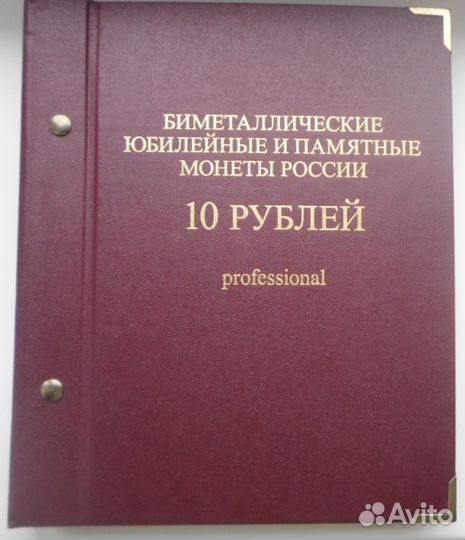 БИМЕТАЛЛИЧЕСКИЕ
ЮБИЛЕЙНЫЕ И ПАМЯТНЫЕ
МОНЕТЫ РОССИИ
10 РУБЛЕЙ
professional
Avito